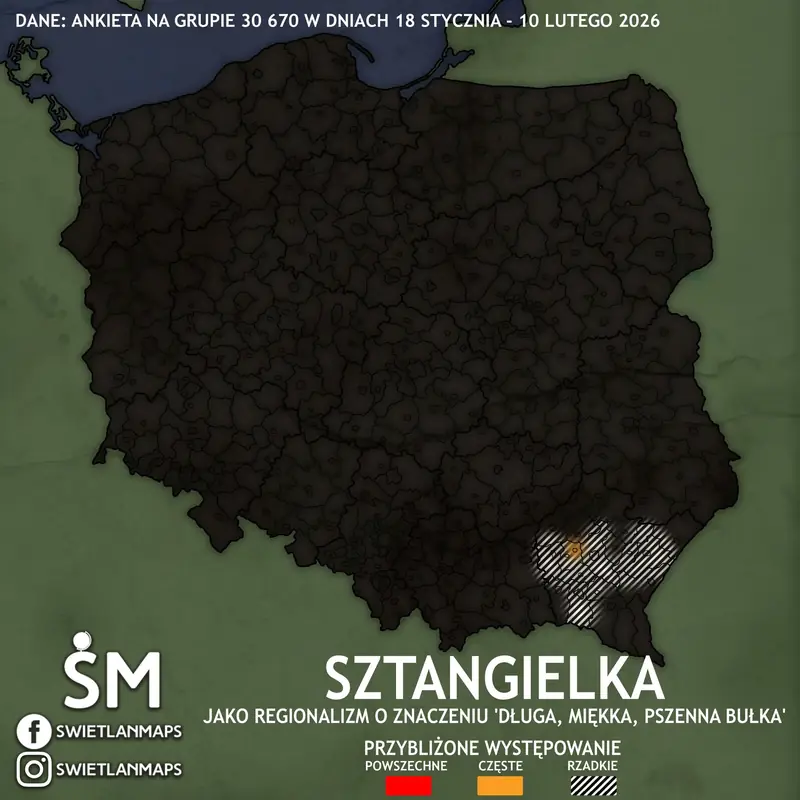 DANE: ANKIETA NA GRUPIE 30 670 W DNIACH 18 STYCZNIA - 10 LUTEGO 2026
ŚM
SWIETLANMAPS
SWIETLANMAPS
SZTANGIELKA
JAKO REGIONALIZM O ZNACZENIU 'DŁUGA, MIĘKKA, PSZENNA BUŁKA'
PRZYBLIŻONE WYSTĘPOWANIE
POWSZECHNE CZĘSTE RZADKIE